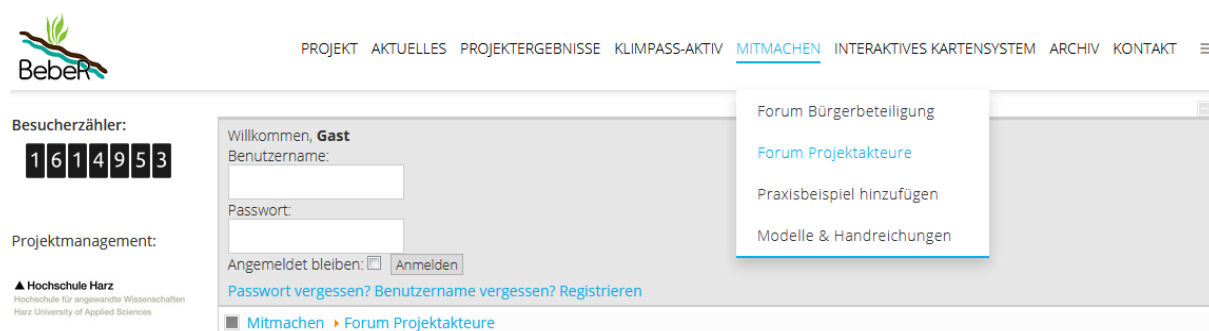 BebeR
PROJEKT AKTUELLES PROJEKTERGEBNISSE KLIMPASS-AKTIV MITMACHEN INTERAKTIVES KARTENSYSTEM ARCHIV KONTAKT
Forum Bürgerbeteiligung
Forum Projektakteure
Praxisbeispiel hinzufügen
Modelle & Handreichungen
Besucherzähler:
1614953
Projektmanagement:
Hochschule Harz
Hochschule für angewandte Wissenschaften
Harz University of Applied Sciences
Willkommen, Gast
Benutzername:
Passwort:
Angemeldet bleiben: Anmelden
Passwort vergessen? Benutzername vergessen? Registrieren
Mitmachen Forum Projektakteure